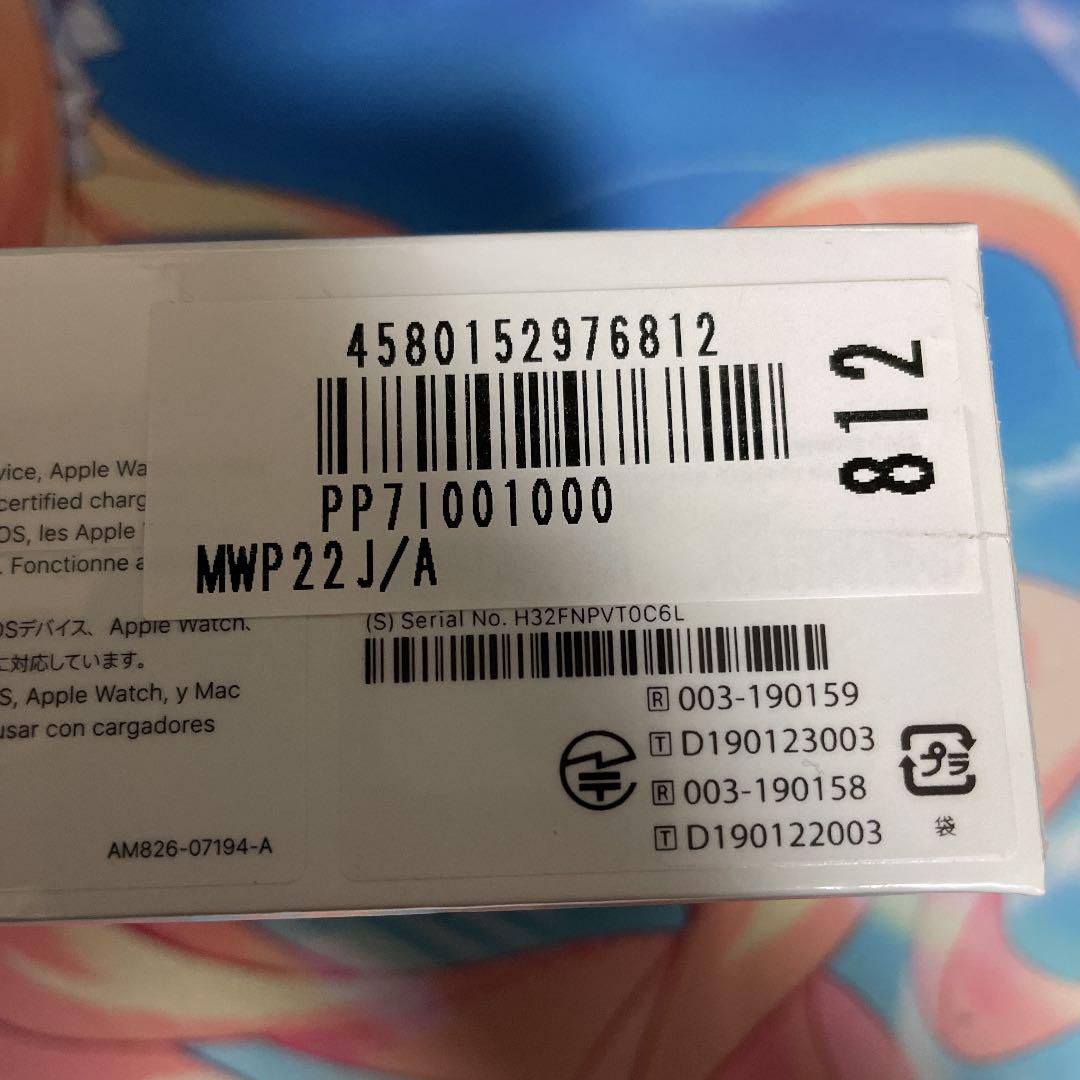 4580152976812
812
PP7I001000
MWP22J/A
vice, Apple Wa
certified charg
OS, les Apple
. Fonctionne a
OSデバイス、Apple Watch、
に対応しています。
S, Apple Watch, y Mac
usar con cargadores
AM826-07194-A
(S) Serial No. H32FNPVT0C6L
R 003-190159
T D190123003
R 003-190158
T D190122003
プラ
袋